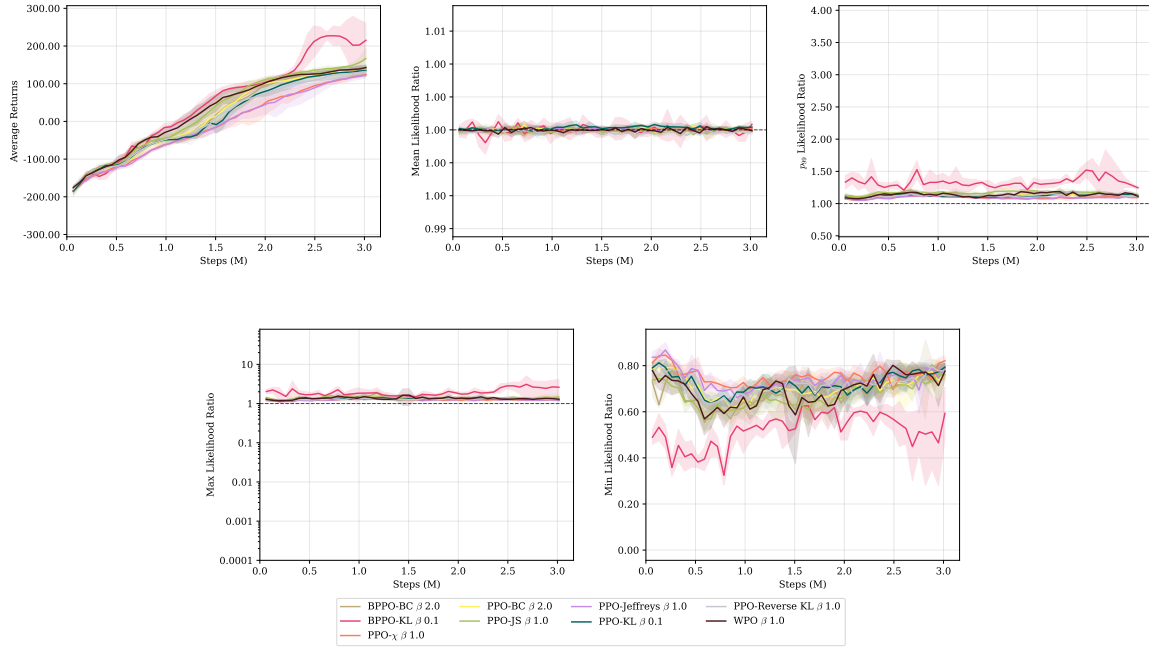 300.00
200.00
100.00
0.00
-100.00
-200.00
-300.00
Average Returns
0.0 0.5 1.0 1.5 2.0 2.5 3.0
Steps (M)
1.01
1.00
1.00
1.00
1.00
1.00
0.99
Mean Likelihood Ratio
0.0 0.5 1.0 1.5 2.0 2.5 3.0
Steps (M)
4.00
3.50
3.00
2.50
2.00
1.50
1.00
0.50
Likelihood Ratio
0.0 0.5 1.0 1.5 2.0 2.5 3.0
Steps (M)
10
1
0.1
0.01
0.001
0.0001
Max Likelihood Ratio
0.0 0.5 1.0 1.5 2.0 2.5 3.0
Steps (M)
0.80
0.60
0.40
0.20
0.00
Min Likelihood Ratio
0.0 0.5 1.0 1.5 2.0 2.5 3.0
Steps (M)
BPPO-BC β 2.0 PPO-BC β 2.0 PPO-Jeffreys β 1.0 PPO-Reverse KL β 1.0
BPPO-KL β 0.1 PPO-JS β 1.0 PPO-KL β 0.1 WPO β 1.0
PPO-χ β 1.0